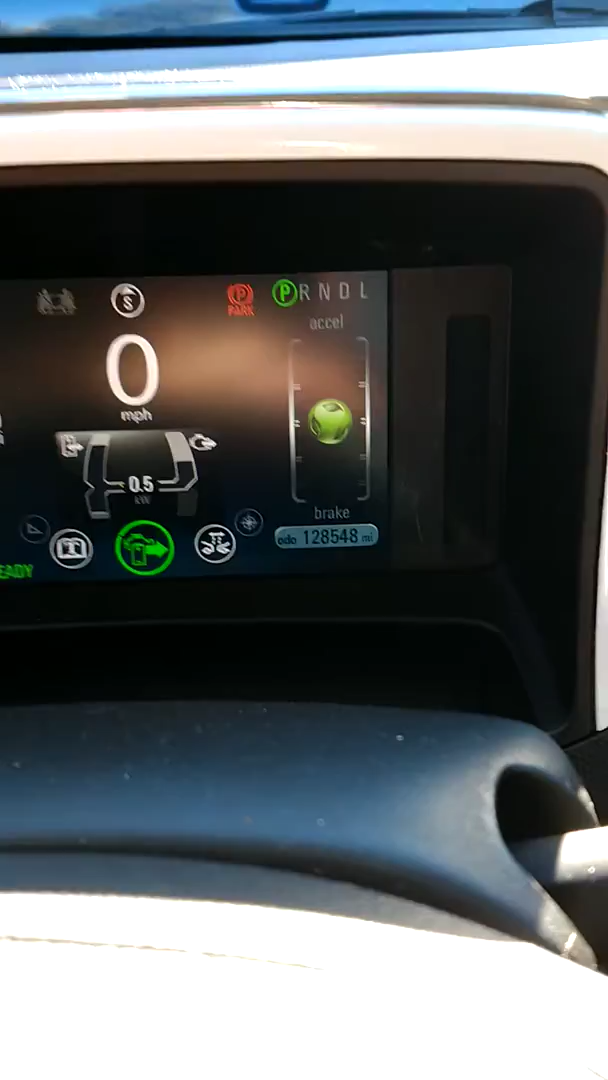 S
P
PARK
P R N D L
accel
0
mph
0.5
kW
brake
odo 128548 mi
EADY